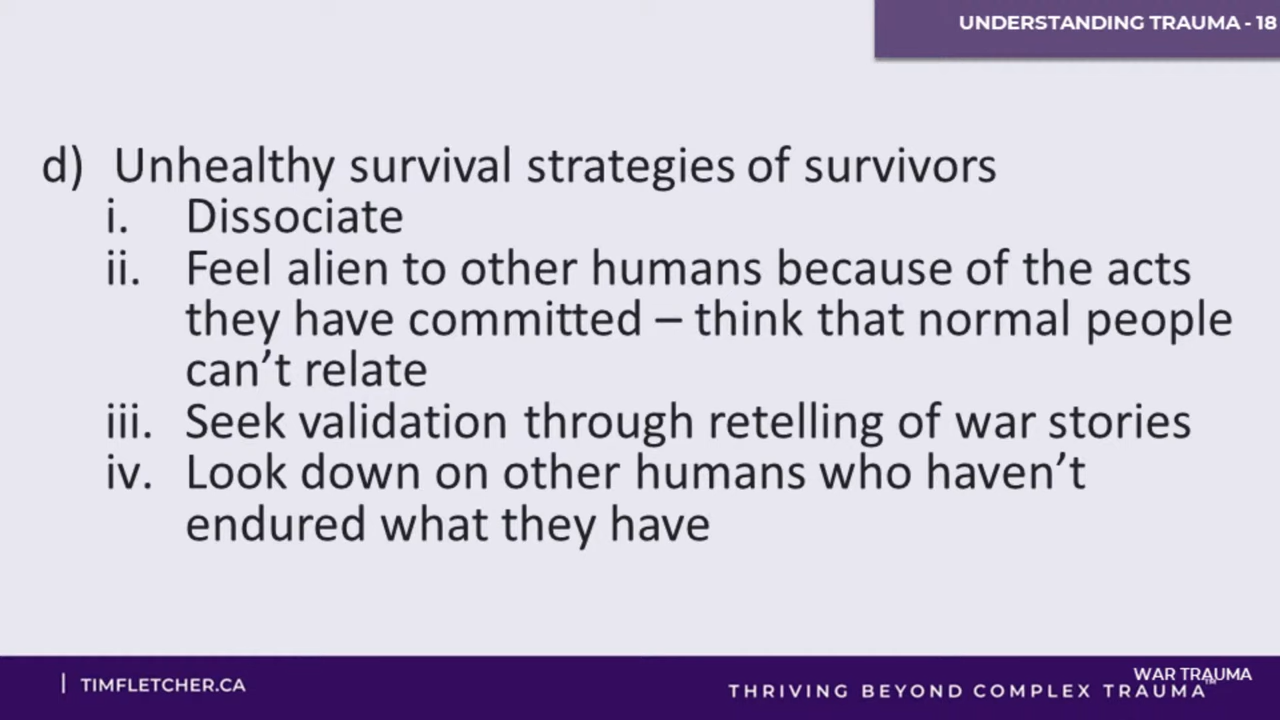 UNDERSTANDING TRAUMA - 18
d) Unhealthy survival strategies of survivors
i. Dissociate
ii. Feel alien to other humans because of the acts
they have committed – think that normal people
can’t relate
iii. Seek validation through retelling of war stories
iv. Look down on other humans who haven’t
endured what they have
| TIMFLETCHER.CA
WAR TRAUMA
THRIVING BEYOND COMPLEX TRAUMA™